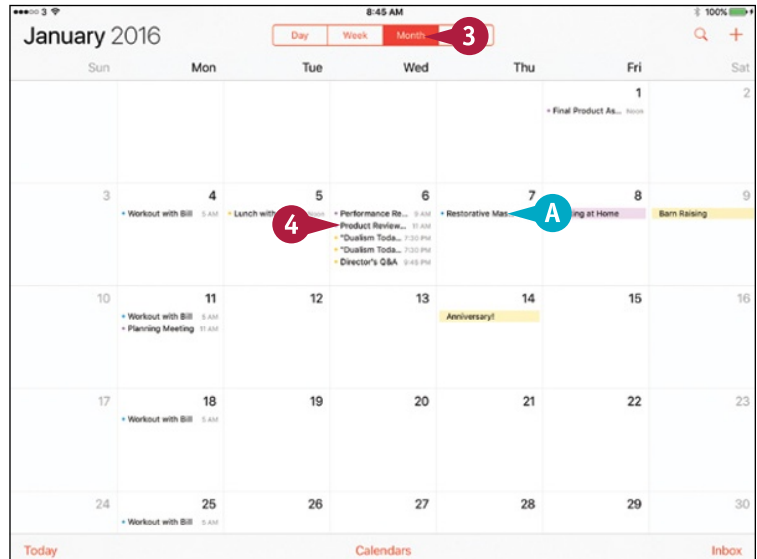 3 8:45 AM 100%
January 2016 Day Week Month 3
Sun Mon Tue Wed Thu Fri Sat
1 2
Final Product As... Noon
3 4 5 6 7 8 9
Workout with Bill 5 AM Lunch with Noon Performance Re... 9 AM Restorative Mas A ing at Home Barn Raising
4 Product Review... 11 AM
"Dualism Toda... 7:30 PM
"Dualism Toda... 7:30 PM
Director's Q&A 9:45 PM
10 11 12 13 14 15 16
Workout with Bill 5 AM Anniversary!
Planning Meeting 11 AM
17 18 19 20 21 22 23
Workout with Bill 5 AM
24 25 26 27 28 29 30
Workout with Bill 5 AM
Today Calendars Inbox